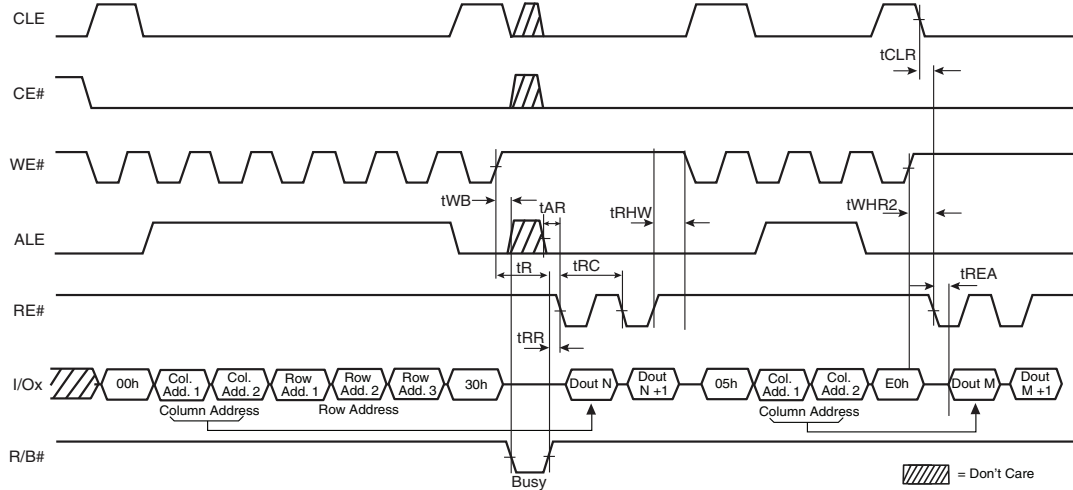 CLE
tCLR
CE#
WE#
tWB
tAR
tRHW
tWHR2
ALE
tR
tRC
tREA
RE#
tRR
I/Ox
00h
Col. Add. 1
Col. Add. 2
Row Add. 1
Row Add. 2
Row Add. 3
30h
Dout N
Dout N +1
05h
Col. Add. 1
Col. Add. 2
E0h
Dout M
Dout M +1
Column Address
Row Address
Column Address
R/B#
Busy
= Don't Care